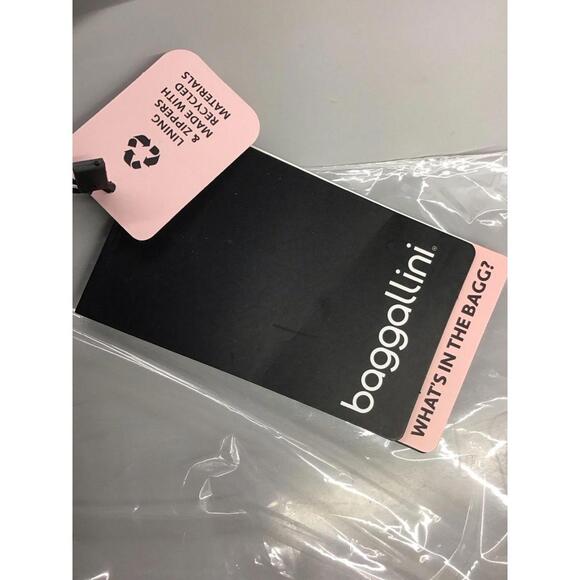 LINING
& ZIPPERS
MADE WITH
RECYCLED
MATERIALS
baggallini®
WHAT'S IN THE BAGG?